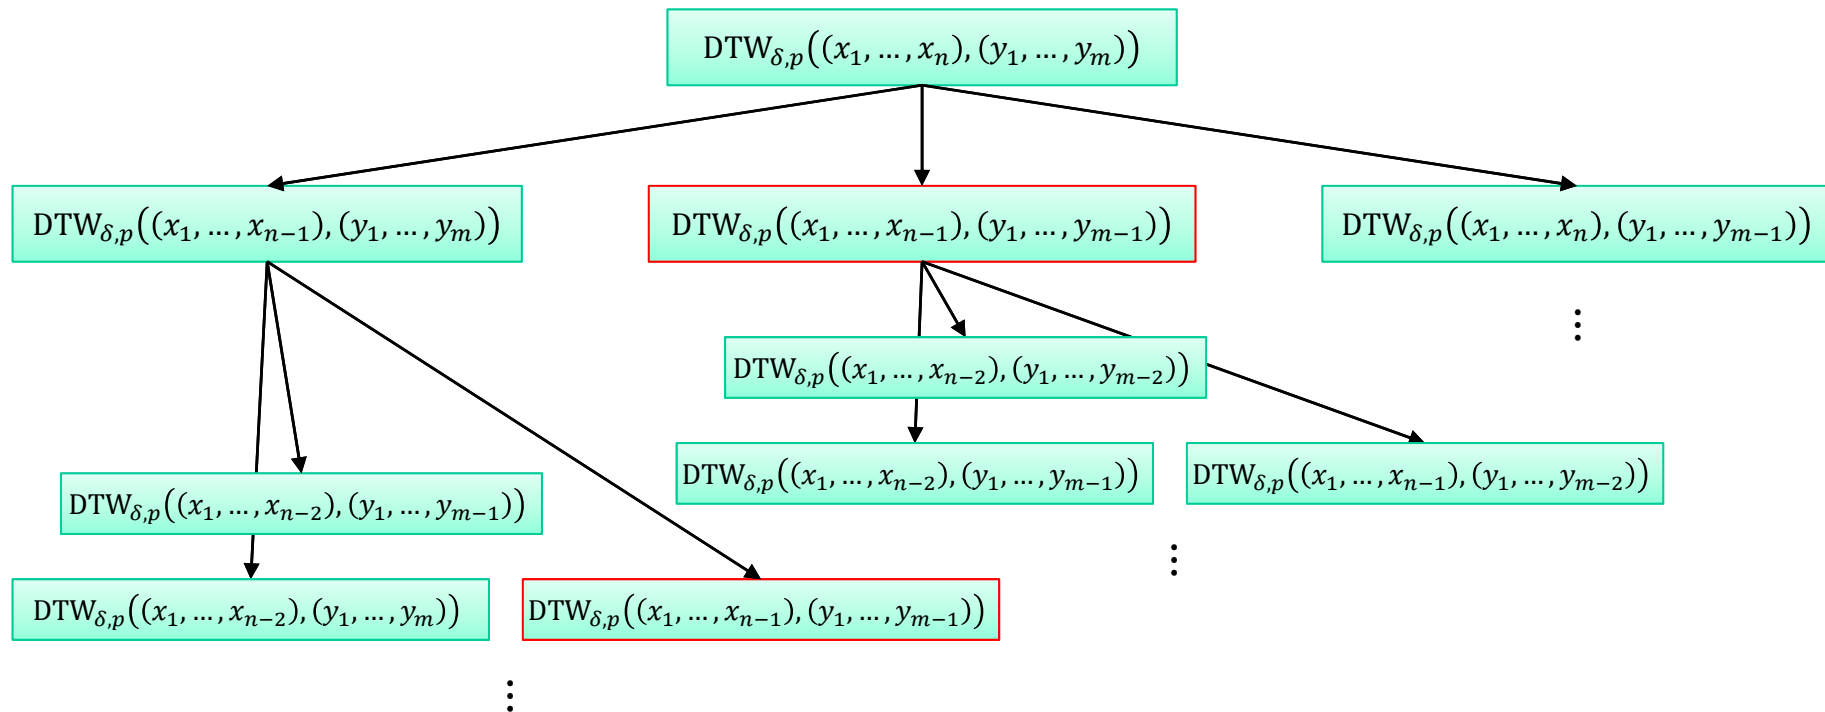 DTW_{δ,p}((x_1, …, x_n), (y_1, …, y_m))
DTW_{δ,p}((x_1, …, x_{n−1}), (y_1, …, y_m))
DTW_{δ,p}((x_1, …, x_{n−1}), (y_1, …, y_{m−1}))
DTW_{δ,p}((x_1, …, x_n), (y_1, …, y_{m−1}))
⋮
DTW_{δ,p}((x_1, …, x_{n−2}), (y_1, …, y_{m−2}))
DTW_{δ,p}((x_1, …, x_{n−2}), (y_1, …, y_{m−1}))
DTW_{δ,p}((x_1, …, x_{n−1}), (y_1, …, y_{m−2}))
DTW_{δ,p}((x_1, …, x_{n−2}), (y_1, …, y_{m−1}))
⋮
DTW_{δ,p}((x_1, …, x_{n−2}), (y_1, …, y_m))
DTW_{δ,p}((x_1, …, x_{n−1}), (y_1, …, y_{m−1}))
⋮